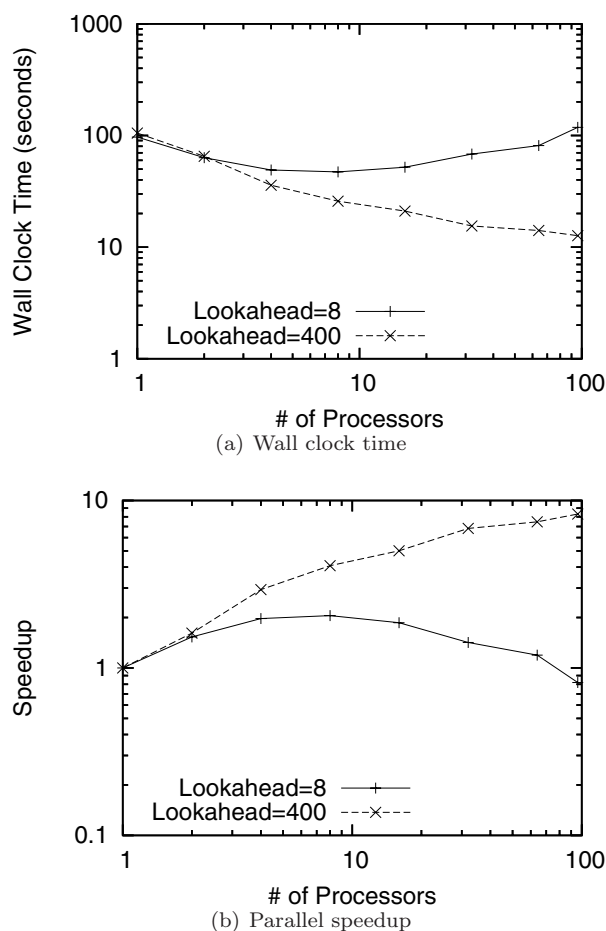 1000
100
10
1
Wall Clock Time (seconds)
Lookahead=8
Lookahead=400
1 10 100
# of Processors
(a) Wall clock time
10
1
0.1
Speedup
Lookahead=8
Lookahead=400
1 10 100
# of Processors
(b) Parallel speedup